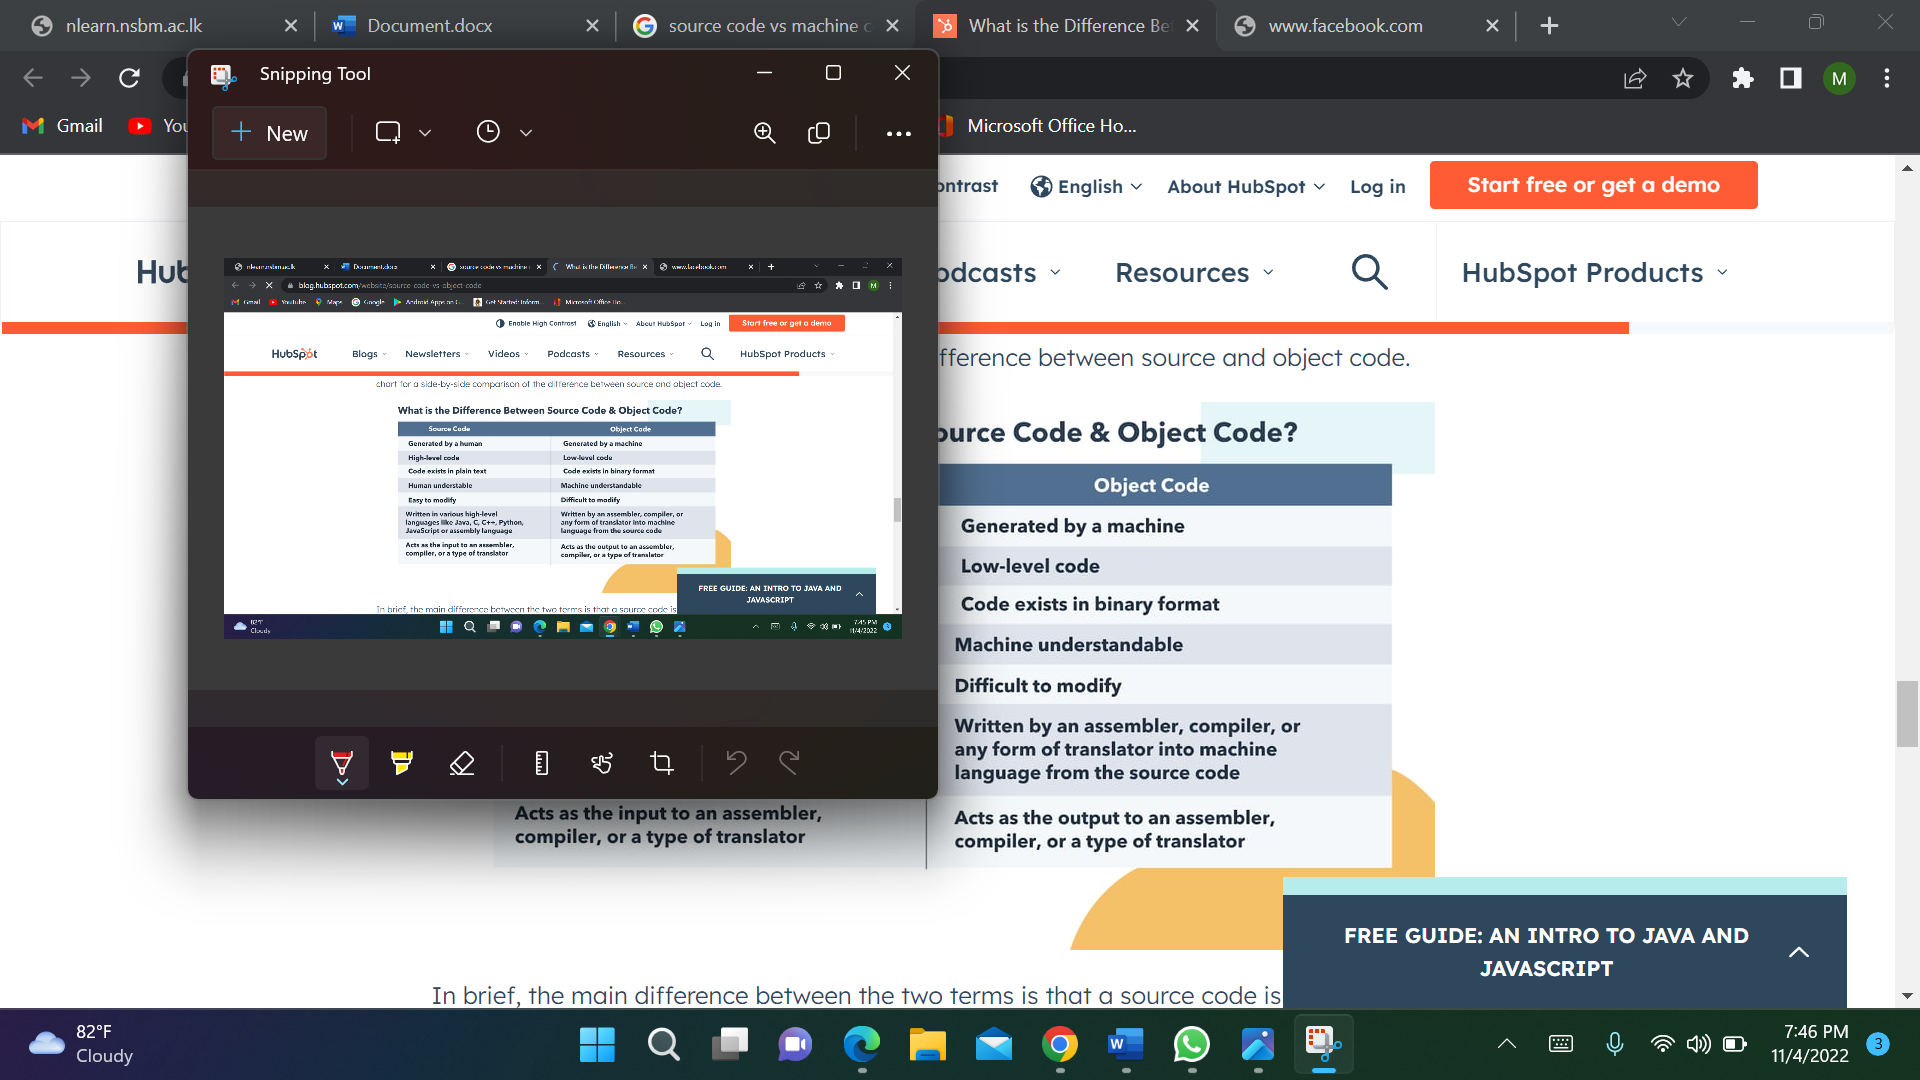 nlearn.nsbm.ac.lk
Document.docx
source code vs machine c
What is the Difference Be
www.facebook.com
Snipping Tool
M
Gmail
You
New
Microsoft Office Ho...
ontrast
English
About HubSpot
Log in
Start free or get a demo
Hub
odcasts
Resources
HubSpot Products
fference between source and object code.
nlearn.nsbm.ac.lk
Document.docx
source code vs machine
What is the Difference Be
www.facebook.com
blog.hubspot.com/website/source-code-vs-object-code
M
Gmail
YouTube
Maps
Google
Android Apps on G...
Get Started: Inform...
Microsoft Office Ho...
Enable High Contrast
English
About HubSpot
Log in
Start free or get a demo
HubSpot
Blogs
Newsletters
Videos
Podcasts
Resources
HubSpot Products
chart for a side-by-side comparison of the difference between source and object code.
What is the Difference Between Source Code & Object Code?
Source Code
Object Code
Generated by a human
Generated by a machine
High-level code
Low-level code
Code exists in plain text
Code exists in binary format
Human understable
Machine understandable
Easy to modify
Difficult to modify
Written in various high-level
languages like Java, C, C++, Python,
JavaScript or assembly language
Written by an assembler, compiler, or
any form of translator into machine
language from the source code
Acts as the input to an assembler,
compiler, or a type of translator
Acts as the output to an assembler,
compiler, or a type of translator
FREE GUIDE: AN INTRO TO JAVA AND
JAVASCRIPT
In brief, the main difference between the two terms is that a source code is
82°F
Cloudy
7:45 PM
11/4/2022
ource Code & Object Code?
Object Code
Generated by a machine
Low-level code
Code exists in binary format
Machine understandable
Difficult to modify
Written by an assembler, compiler, or
any form of translator into machine
language from the source code
Acts as the input to an assembler,
compiler, or a type of translator
Acts as the output to an assembler,
compiler, or a type of translator
FREE GUIDE: AN INTRO TO JAVA AND
JAVASCRIPT
In brief, the main difference between the two terms is that a source code is
82°F
Cloudy
7:46 PM
11/4/2022
3